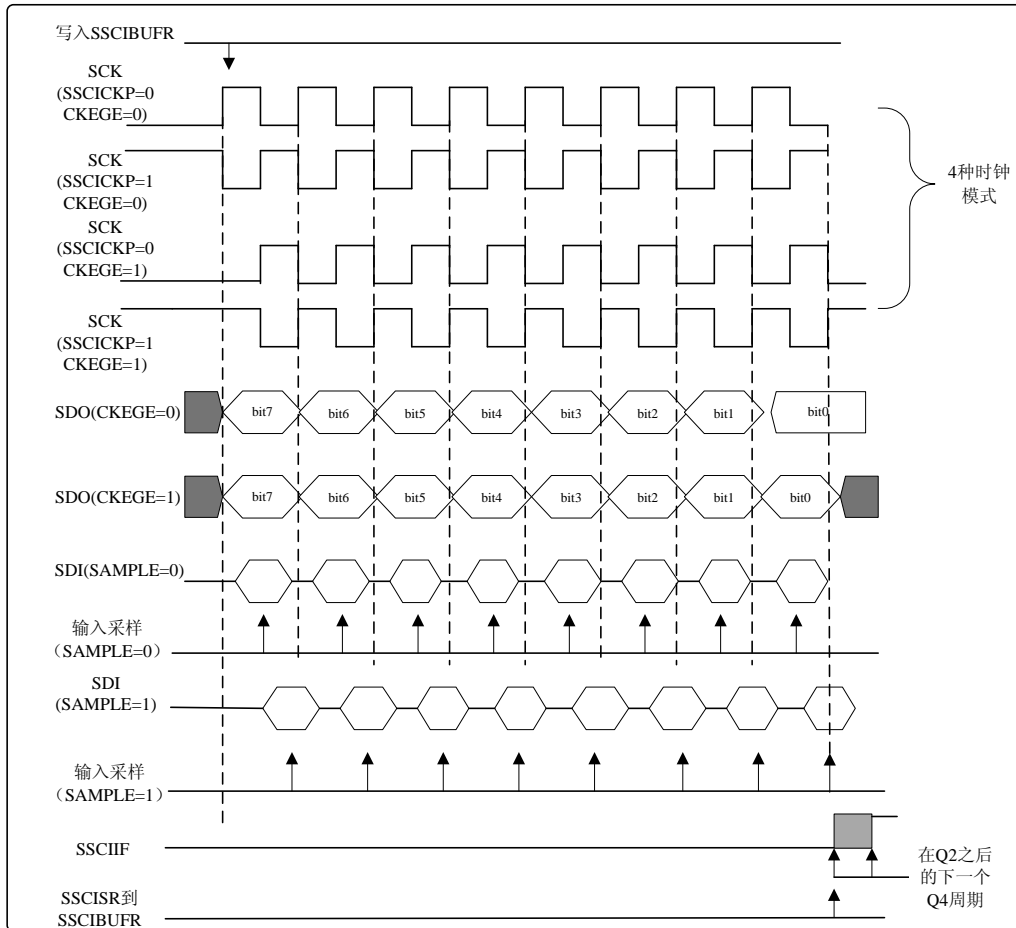 写入SSCIBUFR
SCK
(SSCICKP=0
CKEGE=0)
SCK
(SSCICKP=1
CKEGE=0)
SCK
(SSCICKP=0
CKEGE=1)
SCK
(SSCICKP=1
CKEGE=1)
4种时钟
模式
SDO(CKEGE=0)
bit7 bit6 bit5 bit4 bit3 bit2 bit1 bit0
SDO(CKEGE=1)
bit7 bit6 bit5 bit4 bit3 bit2 bit1 bit0
SDI(SAMPLE=0)
输入采样
（SAMPLE=0）
SDI
(SAMPLE=1)
输入采样
（SAMPLE=1）
SSCIIF
在Q2之后
的下一个
Q4周期
SSCISR到
SSCIBUFR